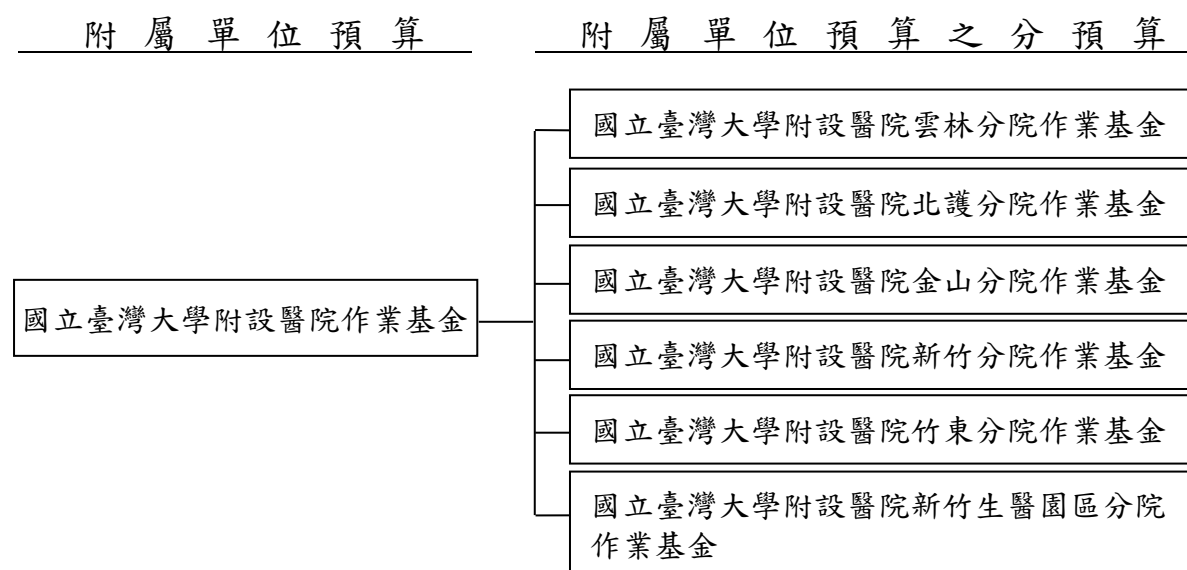 附屬單位預算
附屬單位預算之分預算
國立臺灣大學附設醫院作業基金
國立臺灣大學附設醫院雲林分院作業基金
國立臺灣大學附設醫院北護分院作業基金
國立臺灣大學附設醫院金山分院作業基金
國立臺灣大學附設醫院新竹分院作業基金
國立臺灣大學附設醫院竹東分院作業基金
國立臺灣大學附設醫院新竹生醫園區分院
作業基金